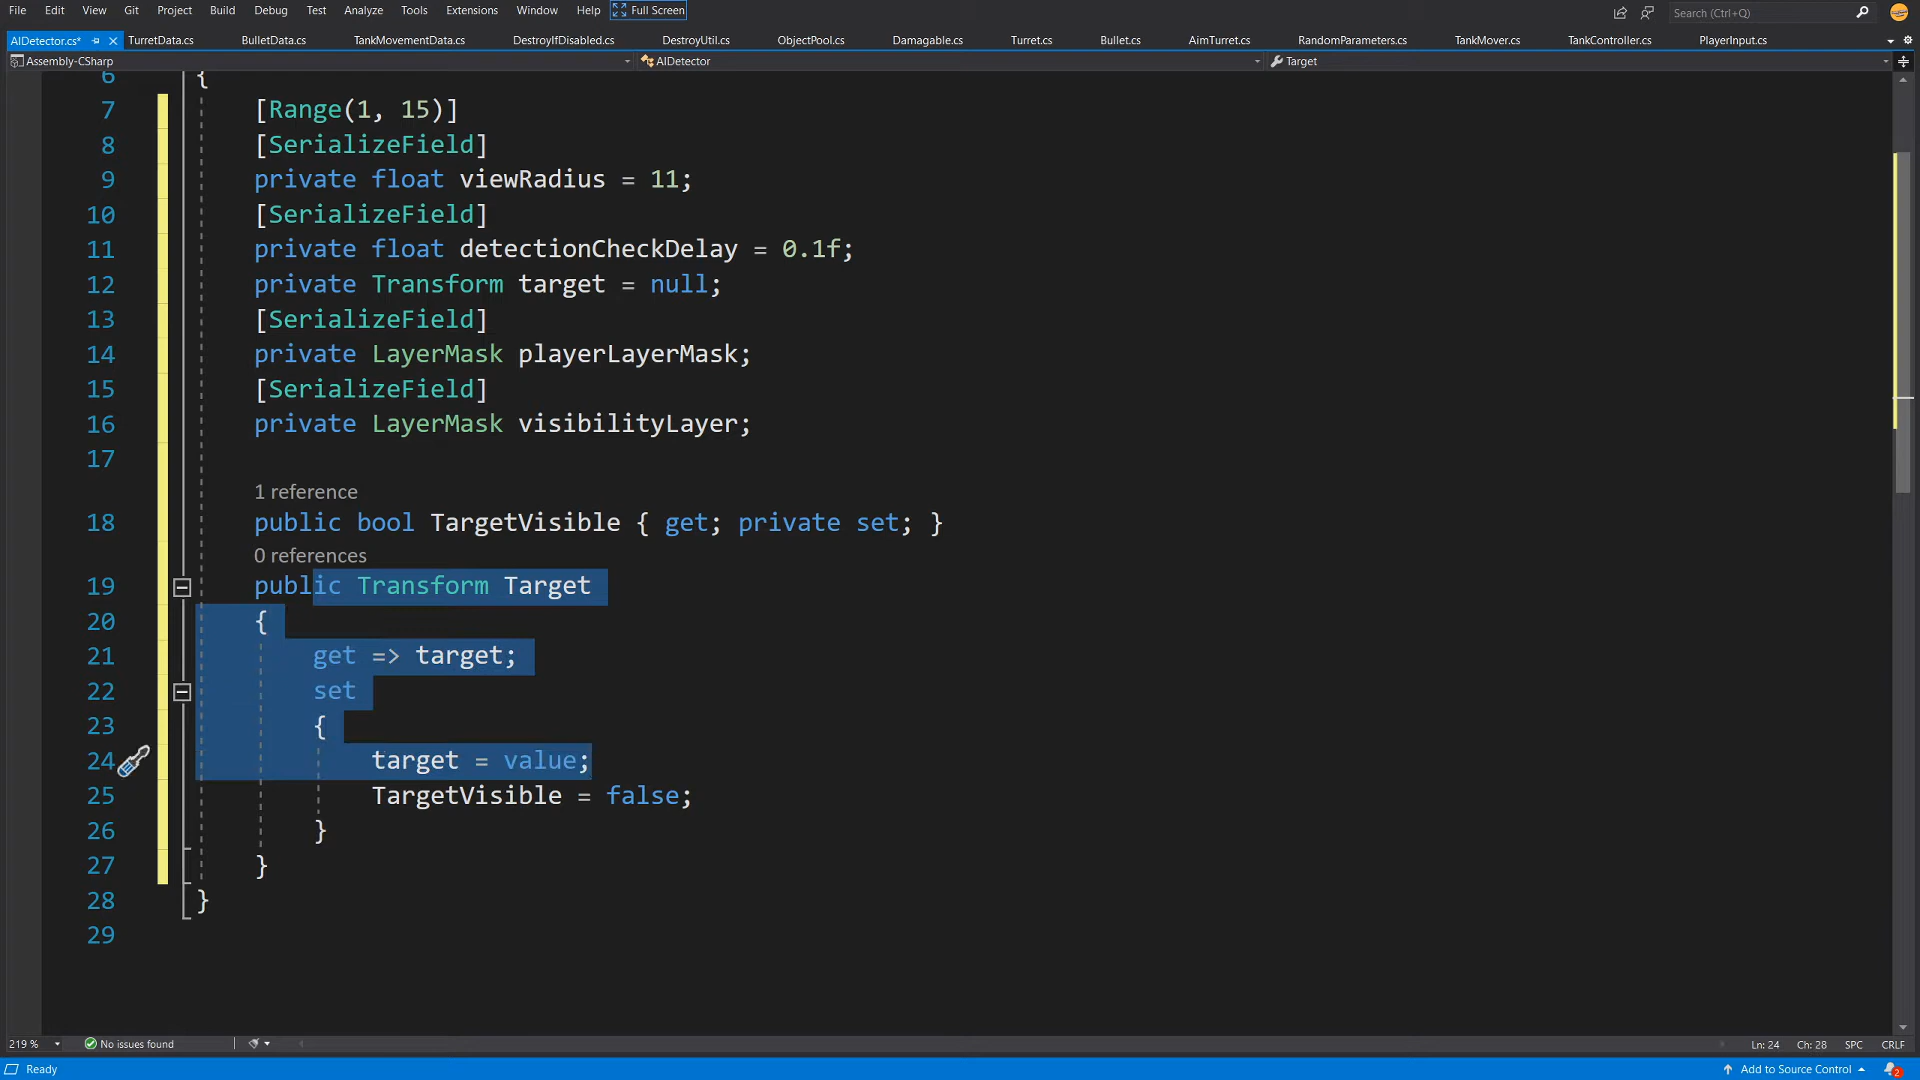 File Edit View Git Project Build Debug Test Analyze Tools Extensions Window Help Full Screen Search (Ctrl+Q)
AIDetector.cs* TurretData.cs BulletData.cs TankMovementData.cs DestroyIfDisabled.cs DestroyUtil.cs ObjectPool.cs Damagable.cs Turret.cs Bullet.cs AimTurret.cs RandomParameters.cs TankMover.cs TankController.cs PlayerInput.cs
Assembly-CSharp AIDetector Target
6 {
7 [Range(1, 15)]
8 [SerializeField]
9 private float viewRadius = 11;
10 [SerializeField]
11 private float detectionCheckDelay = 0.1f;
12 private Transform target = null;
13 [SerializeField]
14 private LayerMask playerLayerMask;
15 [SerializeField]
16 private LayerMask visibilityLayer;
17
1 reference
18 public bool TargetVisible { get; private set; }
0 references
19 public Transform Target
20 {
21 get => target;
22 set
23 {
24 target = value;
25 TargetVisible = false;
26 }
27 }
28 }
29
219 % No issues found Ln: 24 Ch: 28 SPC CRLF
Ready Add to Source Control 2